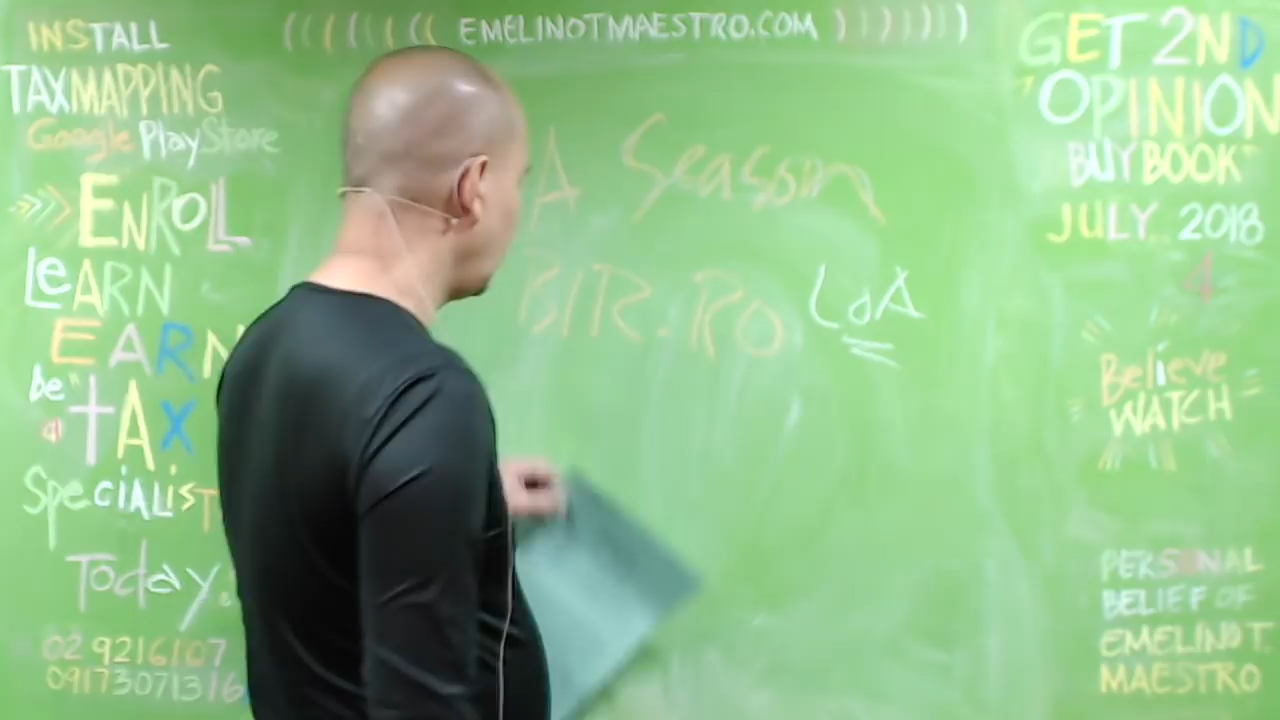 INSTALL
TAXMAPPING
Google PlayStore
ENROLL
LeARN
EARN
be a
tAX
SpeciALisT
Today.
02 9216107
09173071316
EMELINOTMAESTRO.COM
A Season
BIR.RO LoA
GET 2ND
OPINION
BUY BOOK
JULY 2018
4
Believe
WATCH
PERSONAL
BELIEF OF
EMELINO T.
MAESTRO